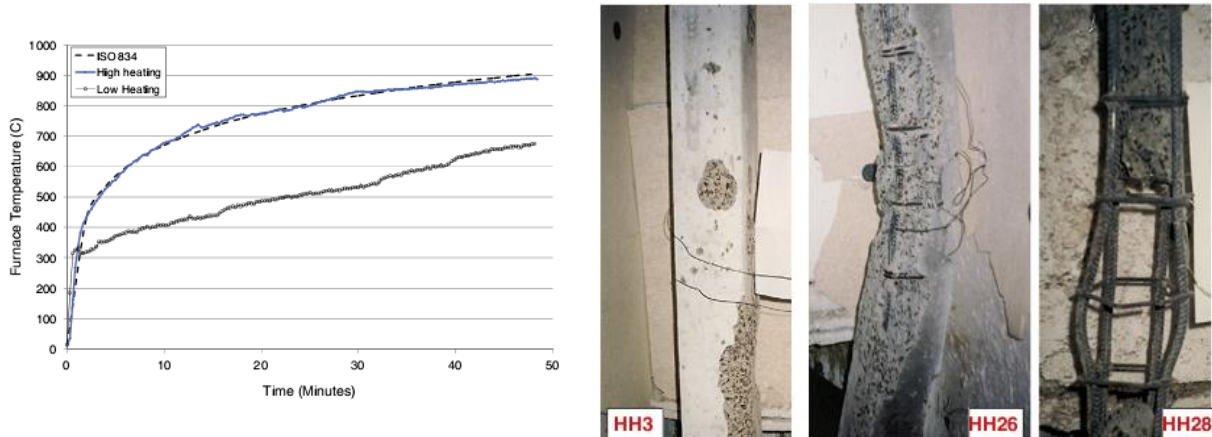 1000
900
800
700
600
500
400
300
200
100
0
Furnace Temperature (C)
ISO 834
High heating
Low Heating
0 10 20 30 40 50
Time (Minutes)
HH3
HH26
HH28